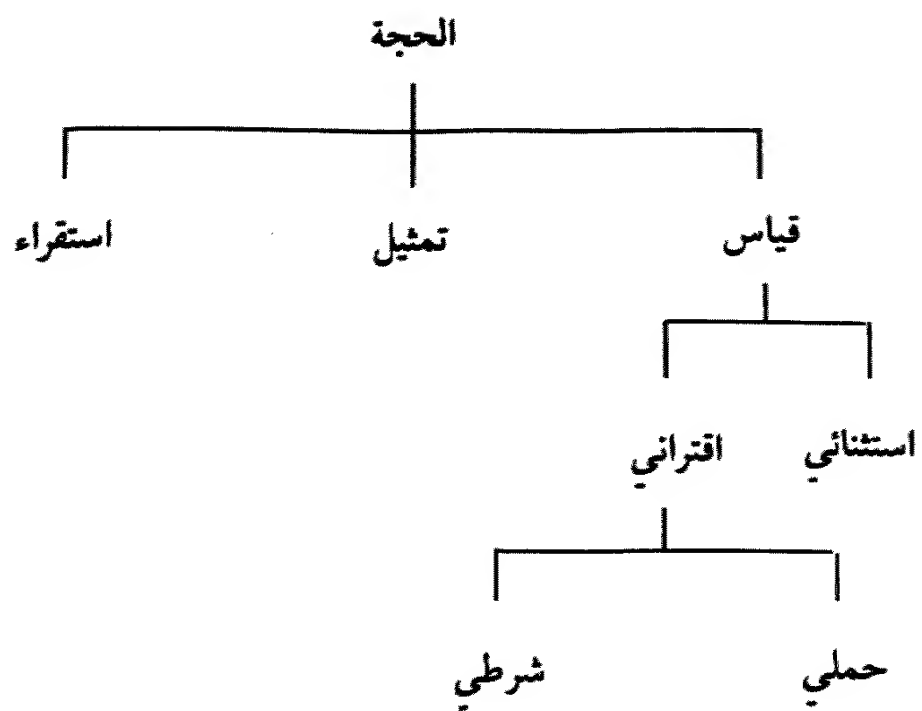 الحجة
قياس تمثيل استقراء
استثنائي اقتراني
حملي شرطي